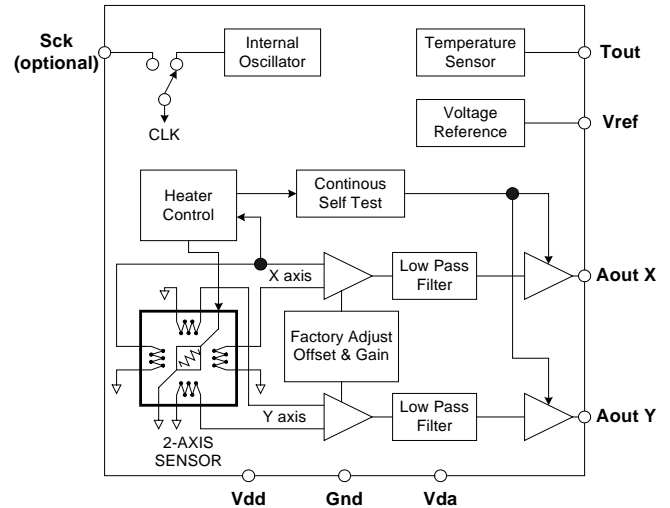 Sck
(optional)
Internal
Oscillator
Temperature
Sensor
Tout
CLK
Voltage
Reference
Vref
Heater
Control
Continous
Self Test
X axis
Low Pass
Filter
Aout X
Factory Adjust
Offset & Gain
Y axis
Low Pass
Filter
Aout Y
2-AXIS
SENSOR
Vdd
Gnd
Vda